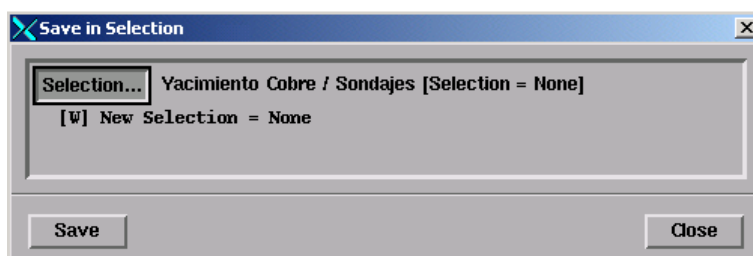 Save in Selection
Selection... Yacimiento Cobre / Sondajes [Selection = None]
[W] New Selection = None
Save Close